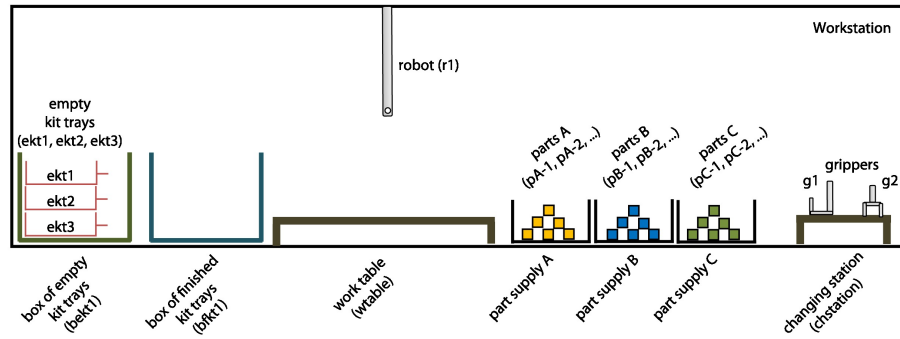 Workstation
robot (r1)
empty
kit trays
(ekt1, ekt2, ekt3)
ekt1
ekt2
ekt3
parts A
(pA-1, pA-2, ...)
parts B
(pB-1, pB-2, ...)
parts C
(pC-1, pC-2, ...)
grippers
g1
g2
box of empty
kit trays
(bekt1)
box of finished
kit trays
(bfkt1)
work table
(wtable)
part supply A
part supply B
part supply C
changing station
(chstation)